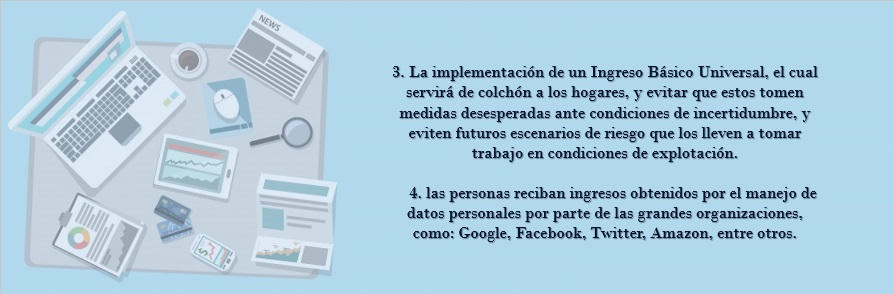 NEWS
3. La implementación de un Ingreso Básico Universal, el cual
servirá de colchón a los hogares, y evitar que estos tomen
medidas desesperadas ante condiciones de incertidumbre, y
eviten futuros escenarios de riesgo que los lleven a tomar
trabajo en condiciones de explotación.
4. las personas reciban ingresos obtenidos por el manejo de
datos personales por parte de las grandes organizaciones,
como: Google, Facebook, Twitter, Amazon, entre otros.